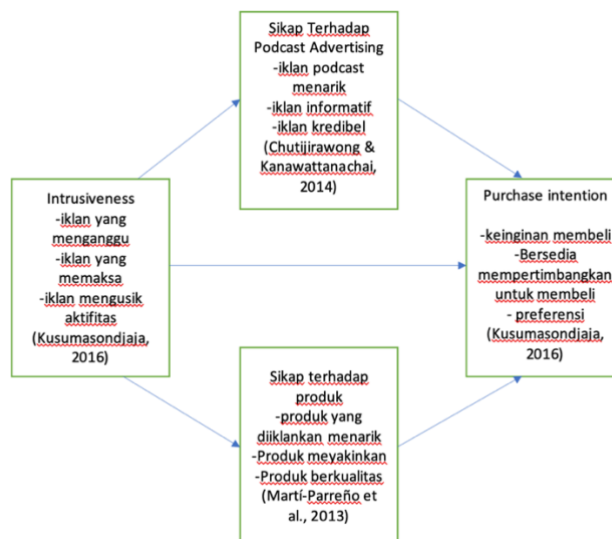 Sikap Terhadap
Podcast Advertising
-iklan podcast
menarik
-iklan informatif
-iklan kredibel
(Chutijirawong &
Kanawattanachai,
2014)
Intrusiveness
-iklan yang
menganggu
-iklan yang
memaksa
-iklan mengusik
aktifitas
(Kusumasondjaja,
2016)
Purchase intention
-keinginan membeli
-Bersedia
mempertimbangkan
untuk membeli
- preferensi
(Kusumasondjaja,
2016)
Sikap terhadap
produk
-produk yang
diiklankan menarik
-Produk meyakinkan
-Produk berkualitas
(Martí-Parreño et
al., 2013)